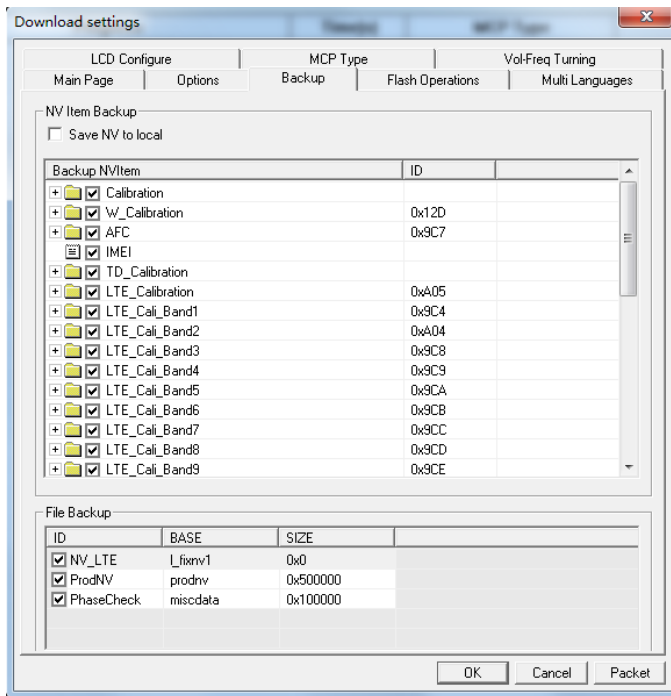 Download settings
LCD Configure MCP Type Vol-Freq Turning
Main Page Options Backup Flash Operations Multi Languages
NV Item Backup
Save NV to local
Backup NVItem ID
Calibration
W_Calibration 0x12D
AFC 0x9C7
IMEI
TD_Calibration
LTE_Calibration 0xA05
LTE_Cali_Band1 0x9C4
LTE_Cali_Band2 0xA04
LTE_Cali_Band3 0x9C8
LTE_Cali_Band4 0x9C9
LTE_Cali_Band5 0x9CA
LTE_Cali_Band6 0x9CB
LTE_Cali_Band7 0x9CC
LTE_Cali_Band8 0x9CD
LTE_Cali_Band9 0x9CE
File Backup
ID BASE SIZE
NV_LTE l_fixnv1 0x0
ProdNV prodnv 0x500000
PhaseCheck miscdata 0x100000
OK Cancel Packet